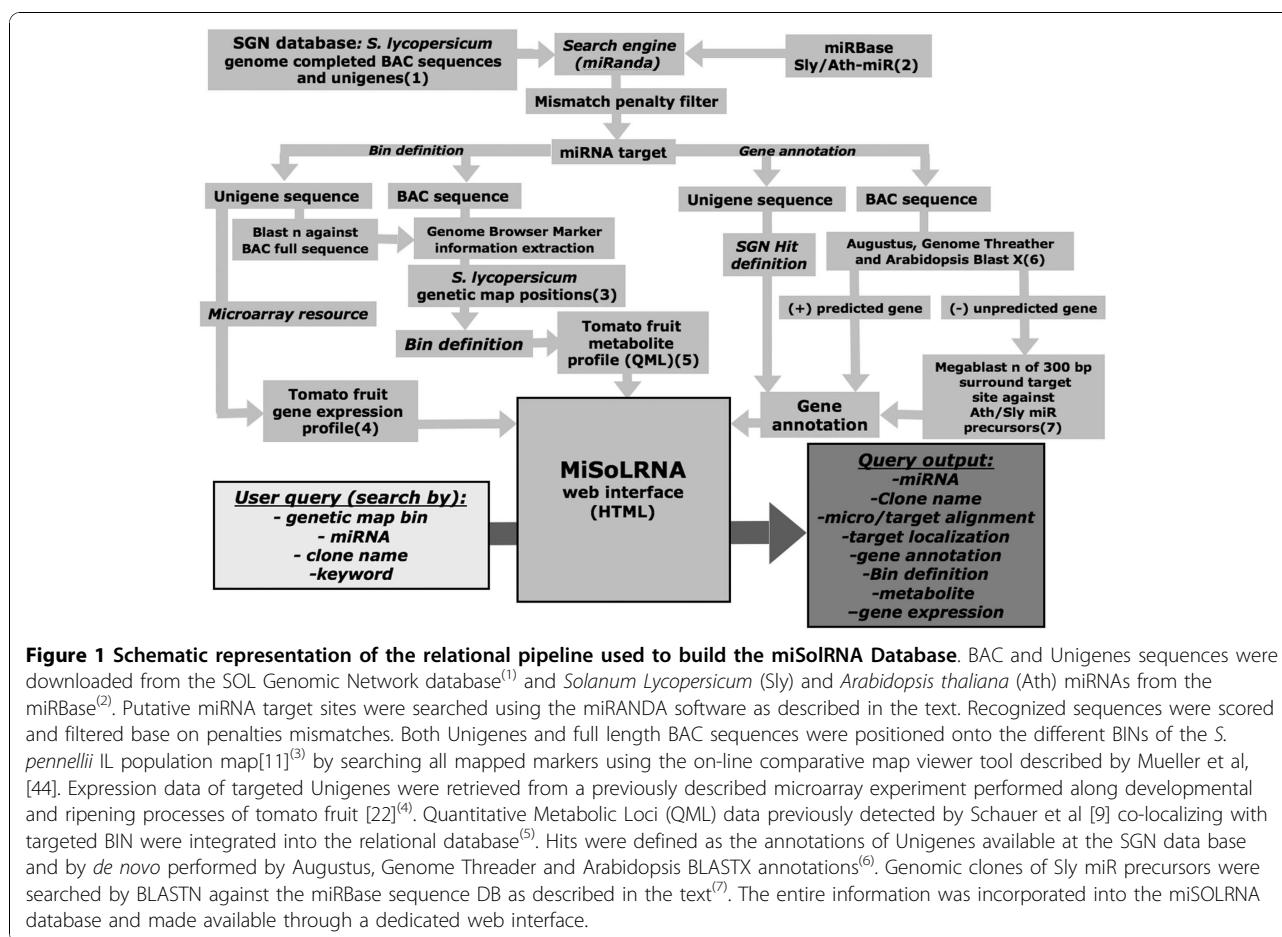 SGN database: S. lycopersicum
genome completed BAC sequences
and unigenes(1)
Search engine
(miRanda)
miRBase
Sly/Ath-miR(2)
Mismatch penalty filter
Bin definition
miRNA target
Gene annotation
Unigene sequence
BAC sequence
Unigene sequence
BAC sequence
Blast n against
BAC full sequence
Genome Browser Marker
information extraction
SGN Hit
definition
Augustus, Genome Threather
and Arabidopsis Blast X(6)
S. lycopersicum
genetic map positions(3)
Microarray resource
(+) predicted gene
(-) unpredicted gene
Bin definition
Tomato fruit
metabolite
profile (QML)(5)
Megablast n of 300 bp
surround target
site against
Ath/Sly miR
precursors(7)
Tomato fruit
gene expression
profile(4)
Gene
annotation
MiSoLRNA
web interface
(HTML)
User query (search by):
- genetic map bin
- miRNA
- clone name
-keyword
Query output:
-miRNA
-Clone name
-micro/target alignment
-target localization
-gene annotation
-Bin definition
-metabolite
-gene expression
Figure 1 Schematic representation of the relational pipeline used to build the miSolRNA Database. BAC and Unigenes sequences were
downloaded from the SOL Genomic Network database(1) and Solanum Lycopersicum (Sly) and Arabidopsis thaliana (Ath) miRNAs from the
miRBase(2). Putative miRNA target sites were searched using the miRANDA software as described in the text. Recognized sequences were scored
and filtered base on penalties mismatches. Both Unigenes and full length BAC sequences were positioned onto the different BINs of the S.
pennellii IL population map[11](3) by searching all mapped markers using the on-line comparative map viewer tool described by Mueller et al,
[44]. Expression data of targeted Unigenes were retrieved from a previously described microarray experiment performed along developmental
and ripening processes of tomato fruit [22](4). Quantitative Metabolic Loci (QML) data previously detected by Schauer et al [9] co-localizing with
targeted BIN were integrated into the relational database(5). Hits were defined as the annotations of Unigenes available at the SGN data base
and by de novo performed by Augustus, Genome Threader and Arabidopsis BLASTX annotations(6). Genomic clones of Sly miR precursors were
searched by BLASTN against the miRBase sequence DB as described in the text(7). The entire information was incorporated into the miSOLRNA
database and made available through a dedicated web interface.